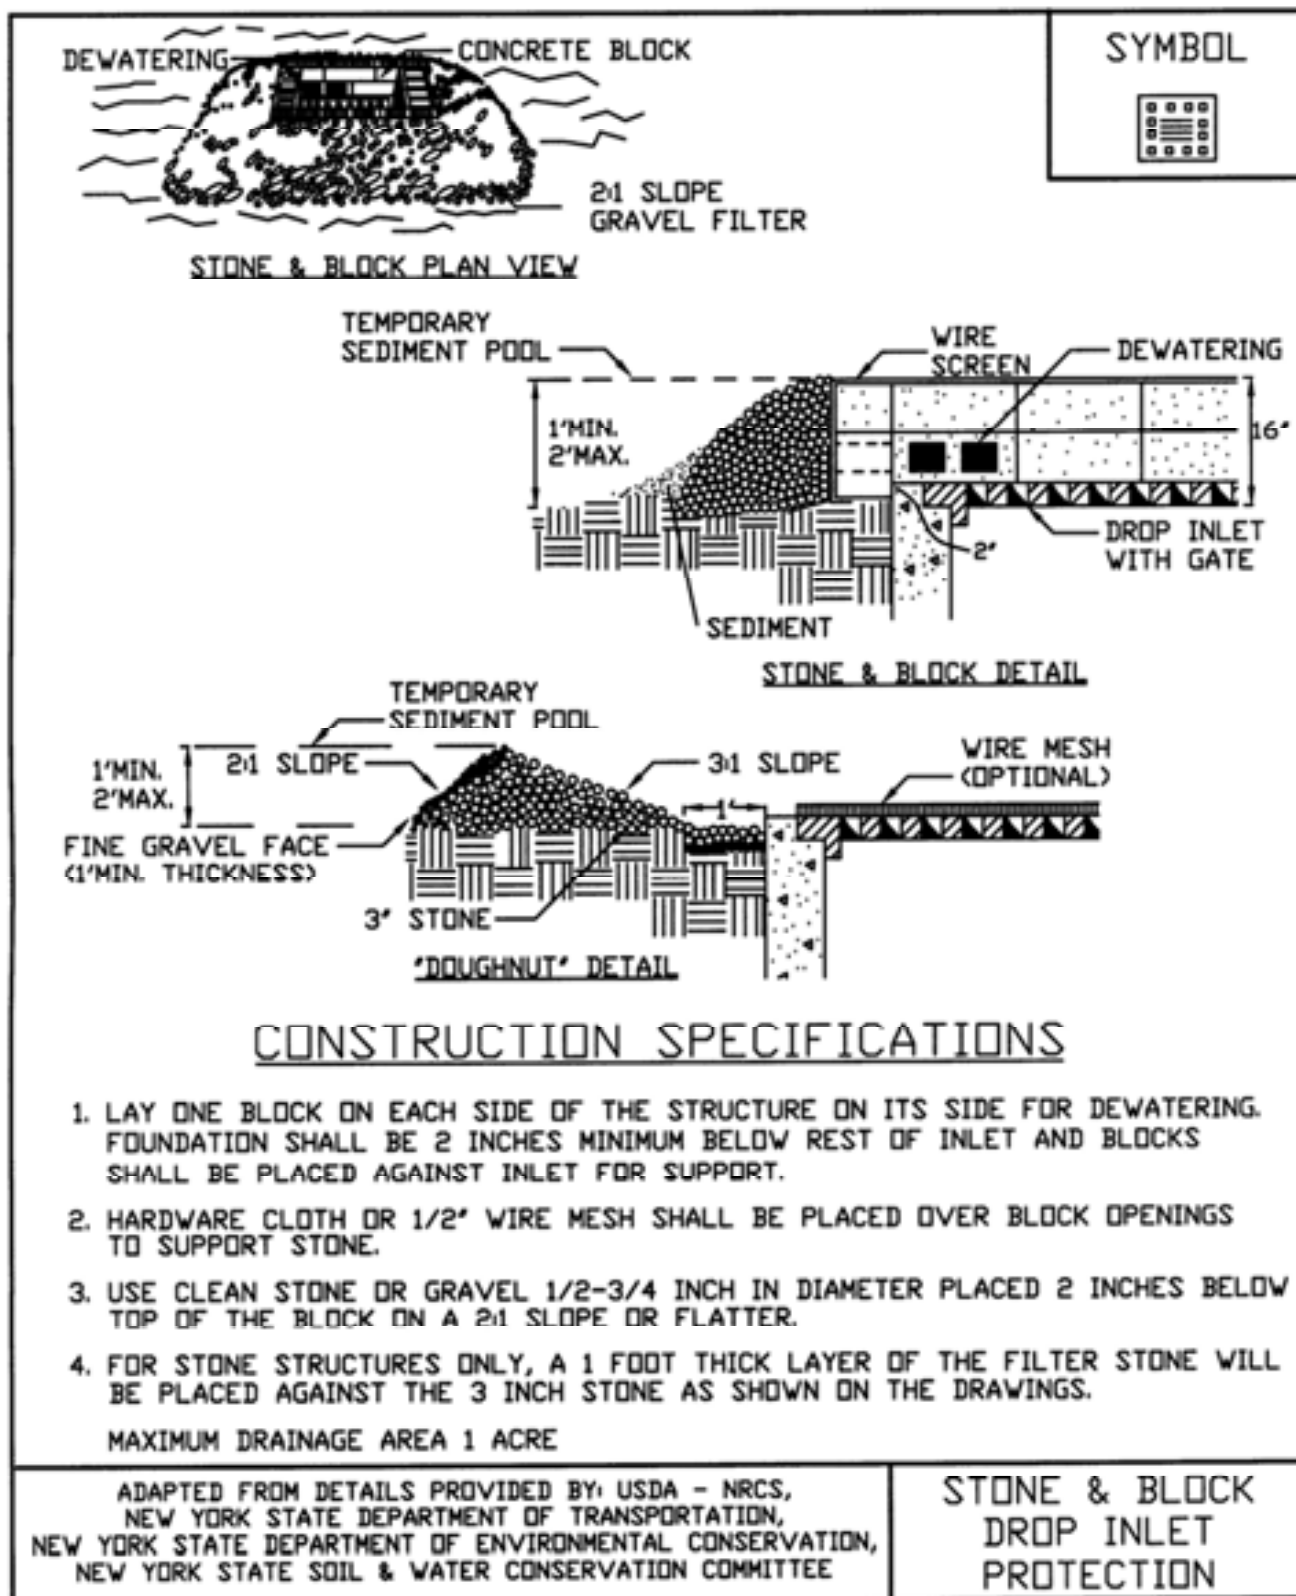 SYMBOL
DEWATERING
CONCRETE BLOCK
2:1 SLOPE
GRAVEL FILTER
STONE & BLOCK PLAN VIEW
TEMPORARY
SEDIMENT POOL
WIRE
SCREEN
DEWATERING
1'MIN.
2'MAX.
16"
DROP INLET
WITH GATE
2"
SEDIMENT
STONE & BLOCK DETAIL
TEMPORARY
SEDIMENT POOL
1'MIN.
2'MAX.
2:1 SLOPE
3:1 SLOPE
WIRE MESH
(OPTIONAL)
1'
FINE GRAVEL FACE
(1'MIN. THICKNESS)
3" STONE
"DOUGHNUT" DETAIL
CONSTRUCTION SPECIFICATIONS
1. LAY ONE BLOCK ON EACH SIDE OF THE STRUCTURE ON ITS SIDE FOR DEWATERING.
FOUNDATION SHALL BE 2 INCHES MINIMUM BELOW REST OF INLET AND BLOCKS
SHALL BE PLACED AGAINST INLET FOR SUPPORT.
2. HARDWARE CLOTH OR 1/2" WIRE MESH SHALL BE PLACED OVER BLOCK OPENINGS
TO SUPPORT STONE.
3. USE CLEAN STONE OR GRAVEL 1/2-3/4 INCH IN DIAMETER PLACED 2 INCHES BELOW
TOP OF THE BLOCK ON A 2:1 SLOPE OR FLATTER.
4. FOR STONE STRUCTURES ONLY, A 1 FOOT THICK LAYER OF THE FILTER STONE WILL
BE PLACED AGAINST THE 3 INCH STONE AS SHOWN ON THE DRAWINGS.
MAXIMUM DRAINAGE AREA 1 ACRE
ADAPTED FROM DETAILS PROVIDED BY: USDA - NRCS,
NEW YORK STATE DEPARTMENT OF TRANSPORTATION,
NEW YORK STATE DEPARTMENT OF ENVIRONMENTAL CONSERVATION,
NEW YORK STATE SOIL & WATER CONSERVATION COMMITTEE
STONE & BLOCK
DROP INLET
PROTECTION